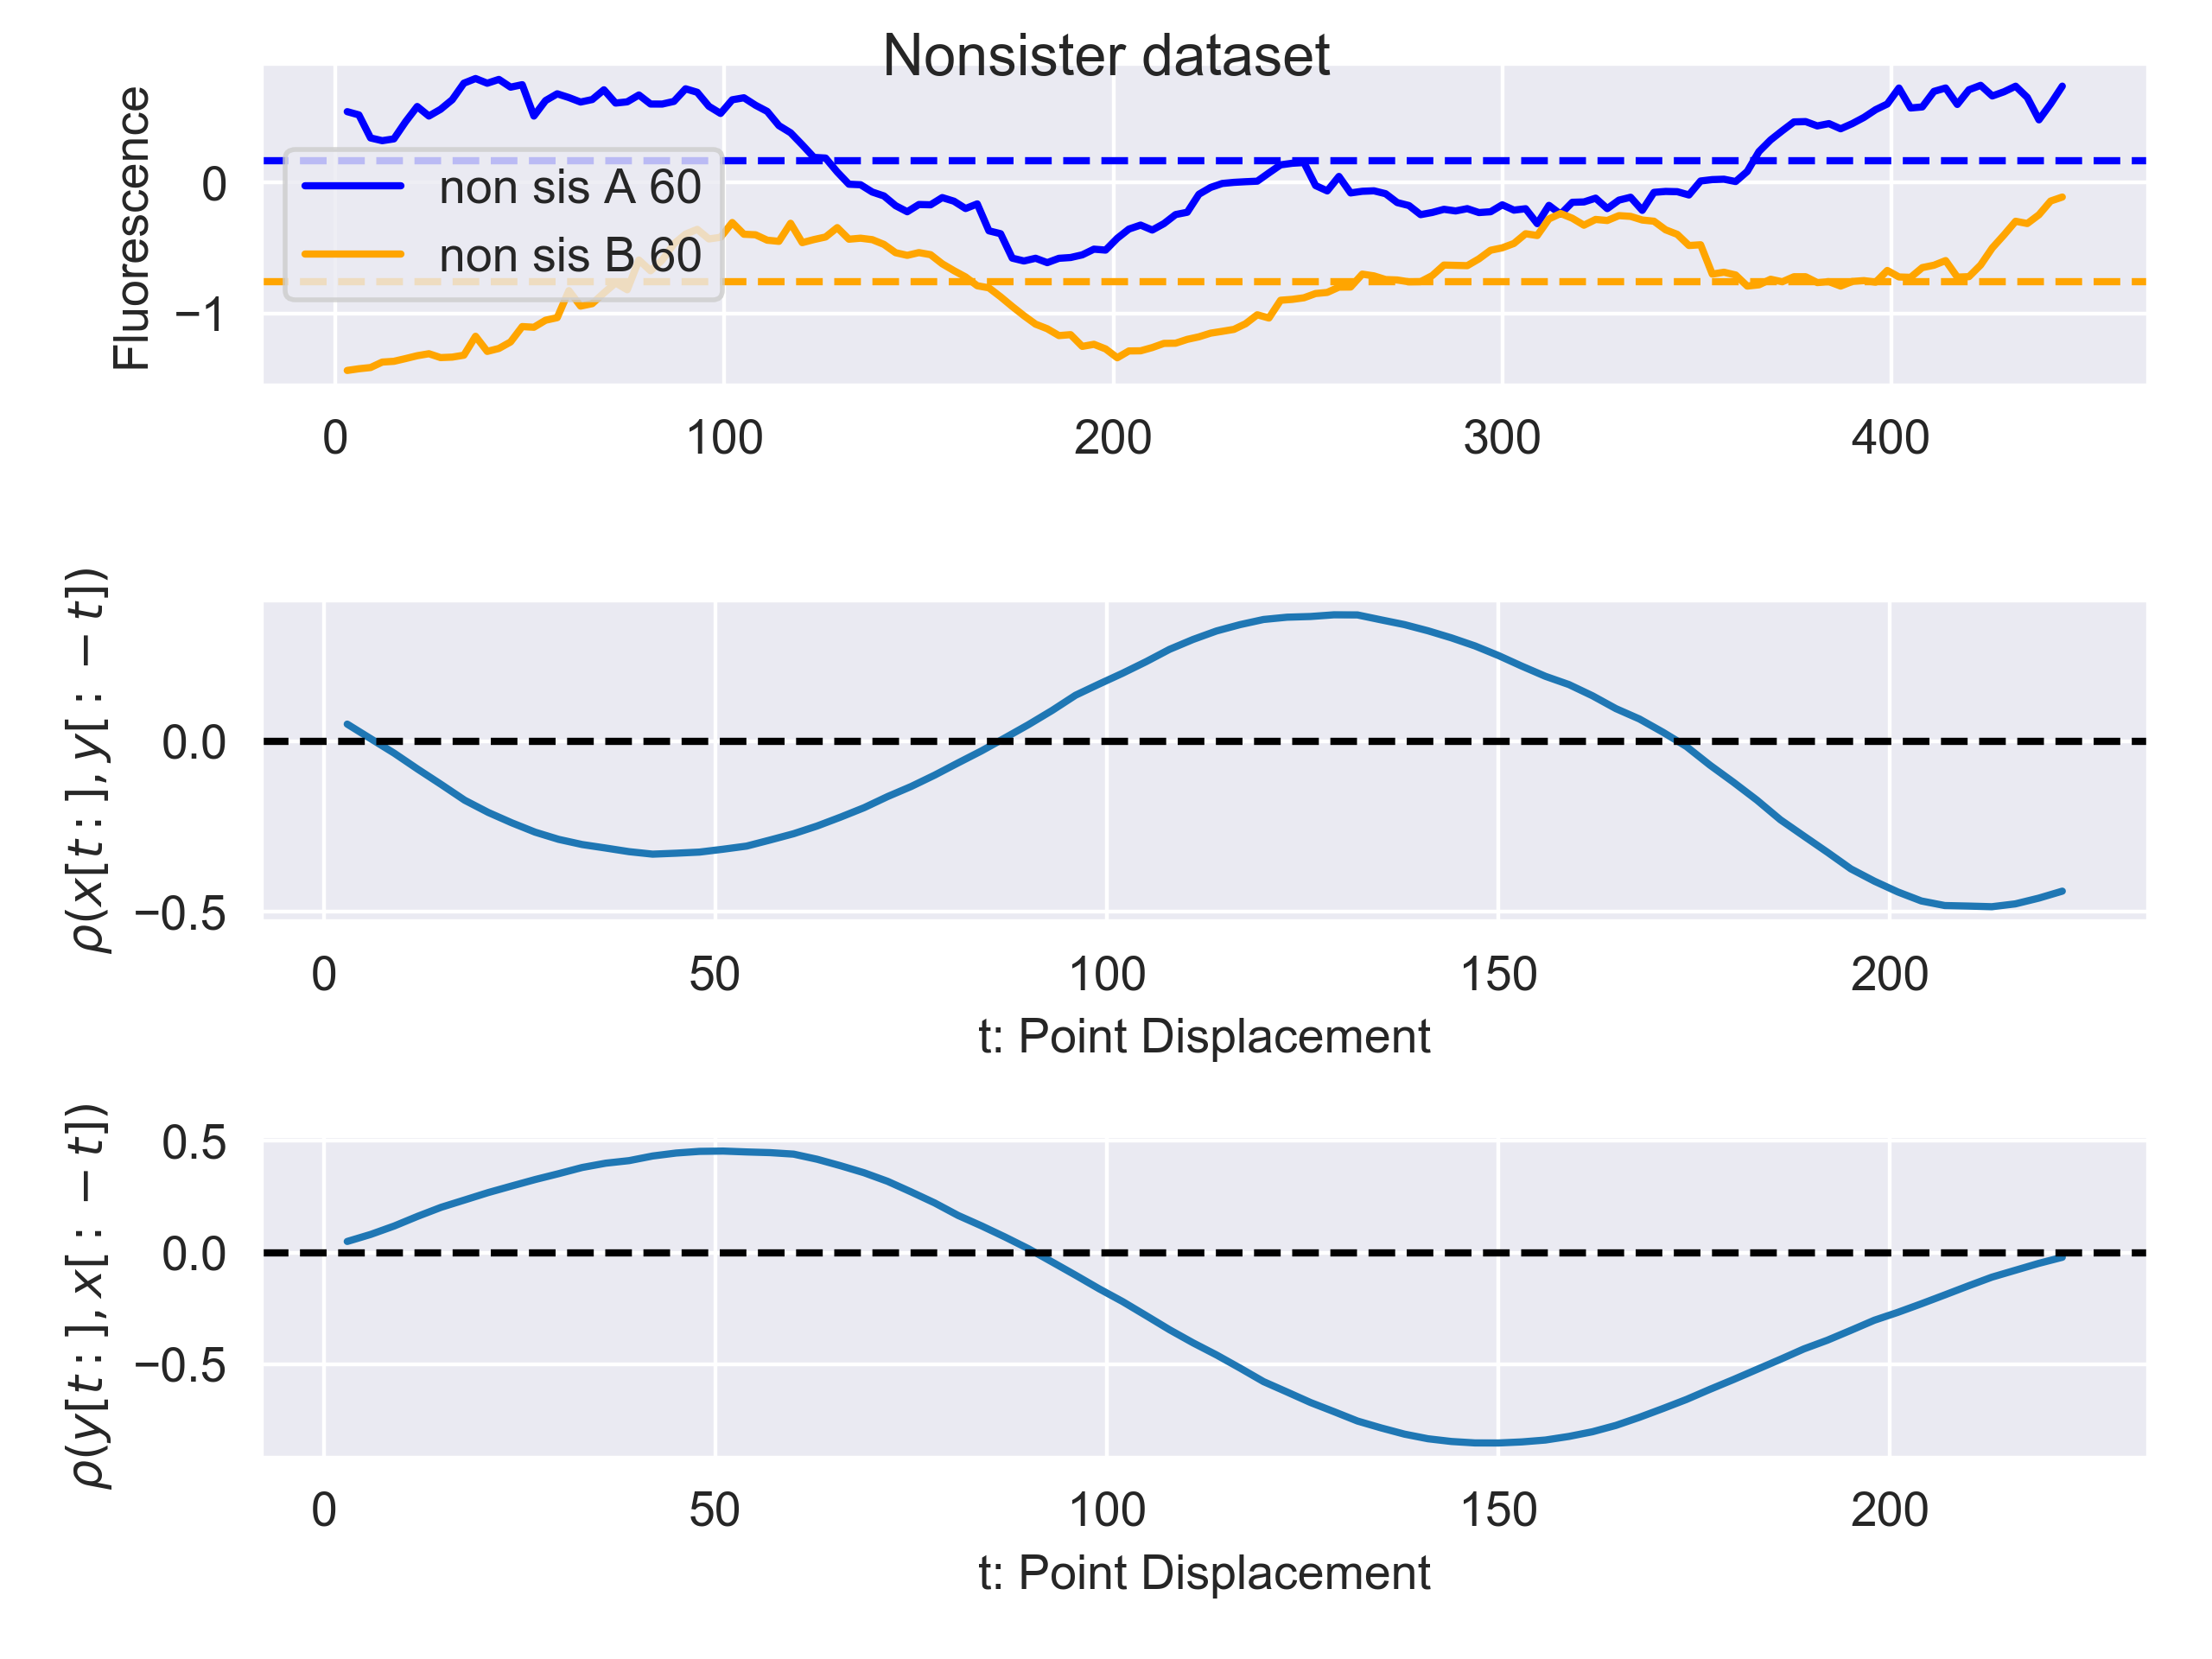 Nonsister dataset
Fluorescence
0
−1
non sis A 60
non sis B 60
0 100 200 300 400
ρ(x[t:], y[: − t])
0.0
−0.5
0 50 100 150 200
t: Point Displacement
ρ(y[t:], x[: − t])
0.5
0.0
−0.5
0 50 100 150 200
t: Point Displacement